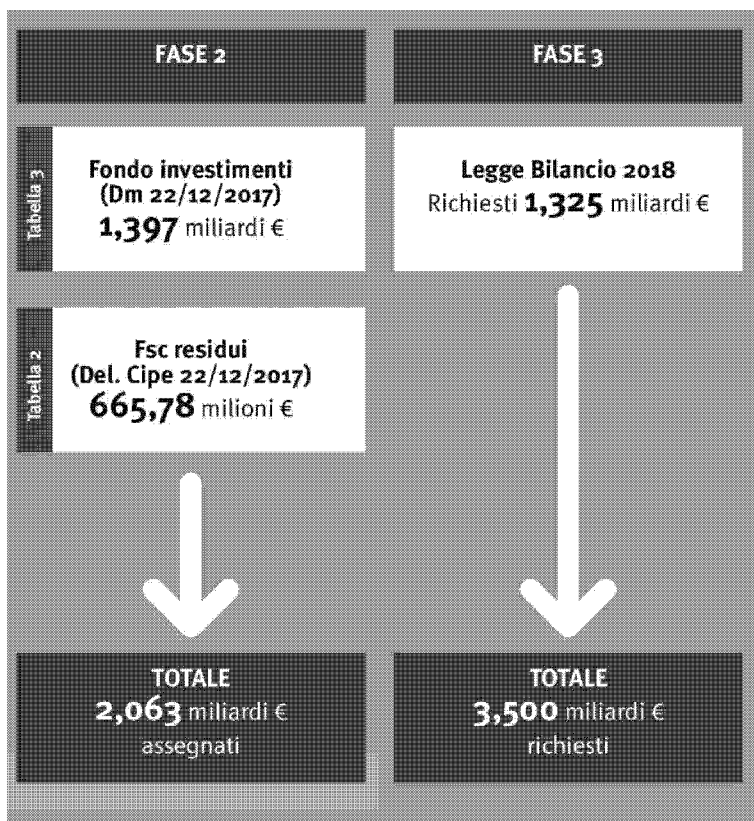 FASE 2
Tabella 3
Fondo investimenti
(Dm 22/12/2017)
1,397 miliardi €
Tabella 2
Fsc residui
(Del. Cipe 22/12/2017)
665,78 milioni €
TOTALE
2,063 miliardi €
assegnati
FASE 3
Legge Bilancio 2018
Richiesti 1,325 miliardi €
TOTALE
3,500 miliardi €
richiesti